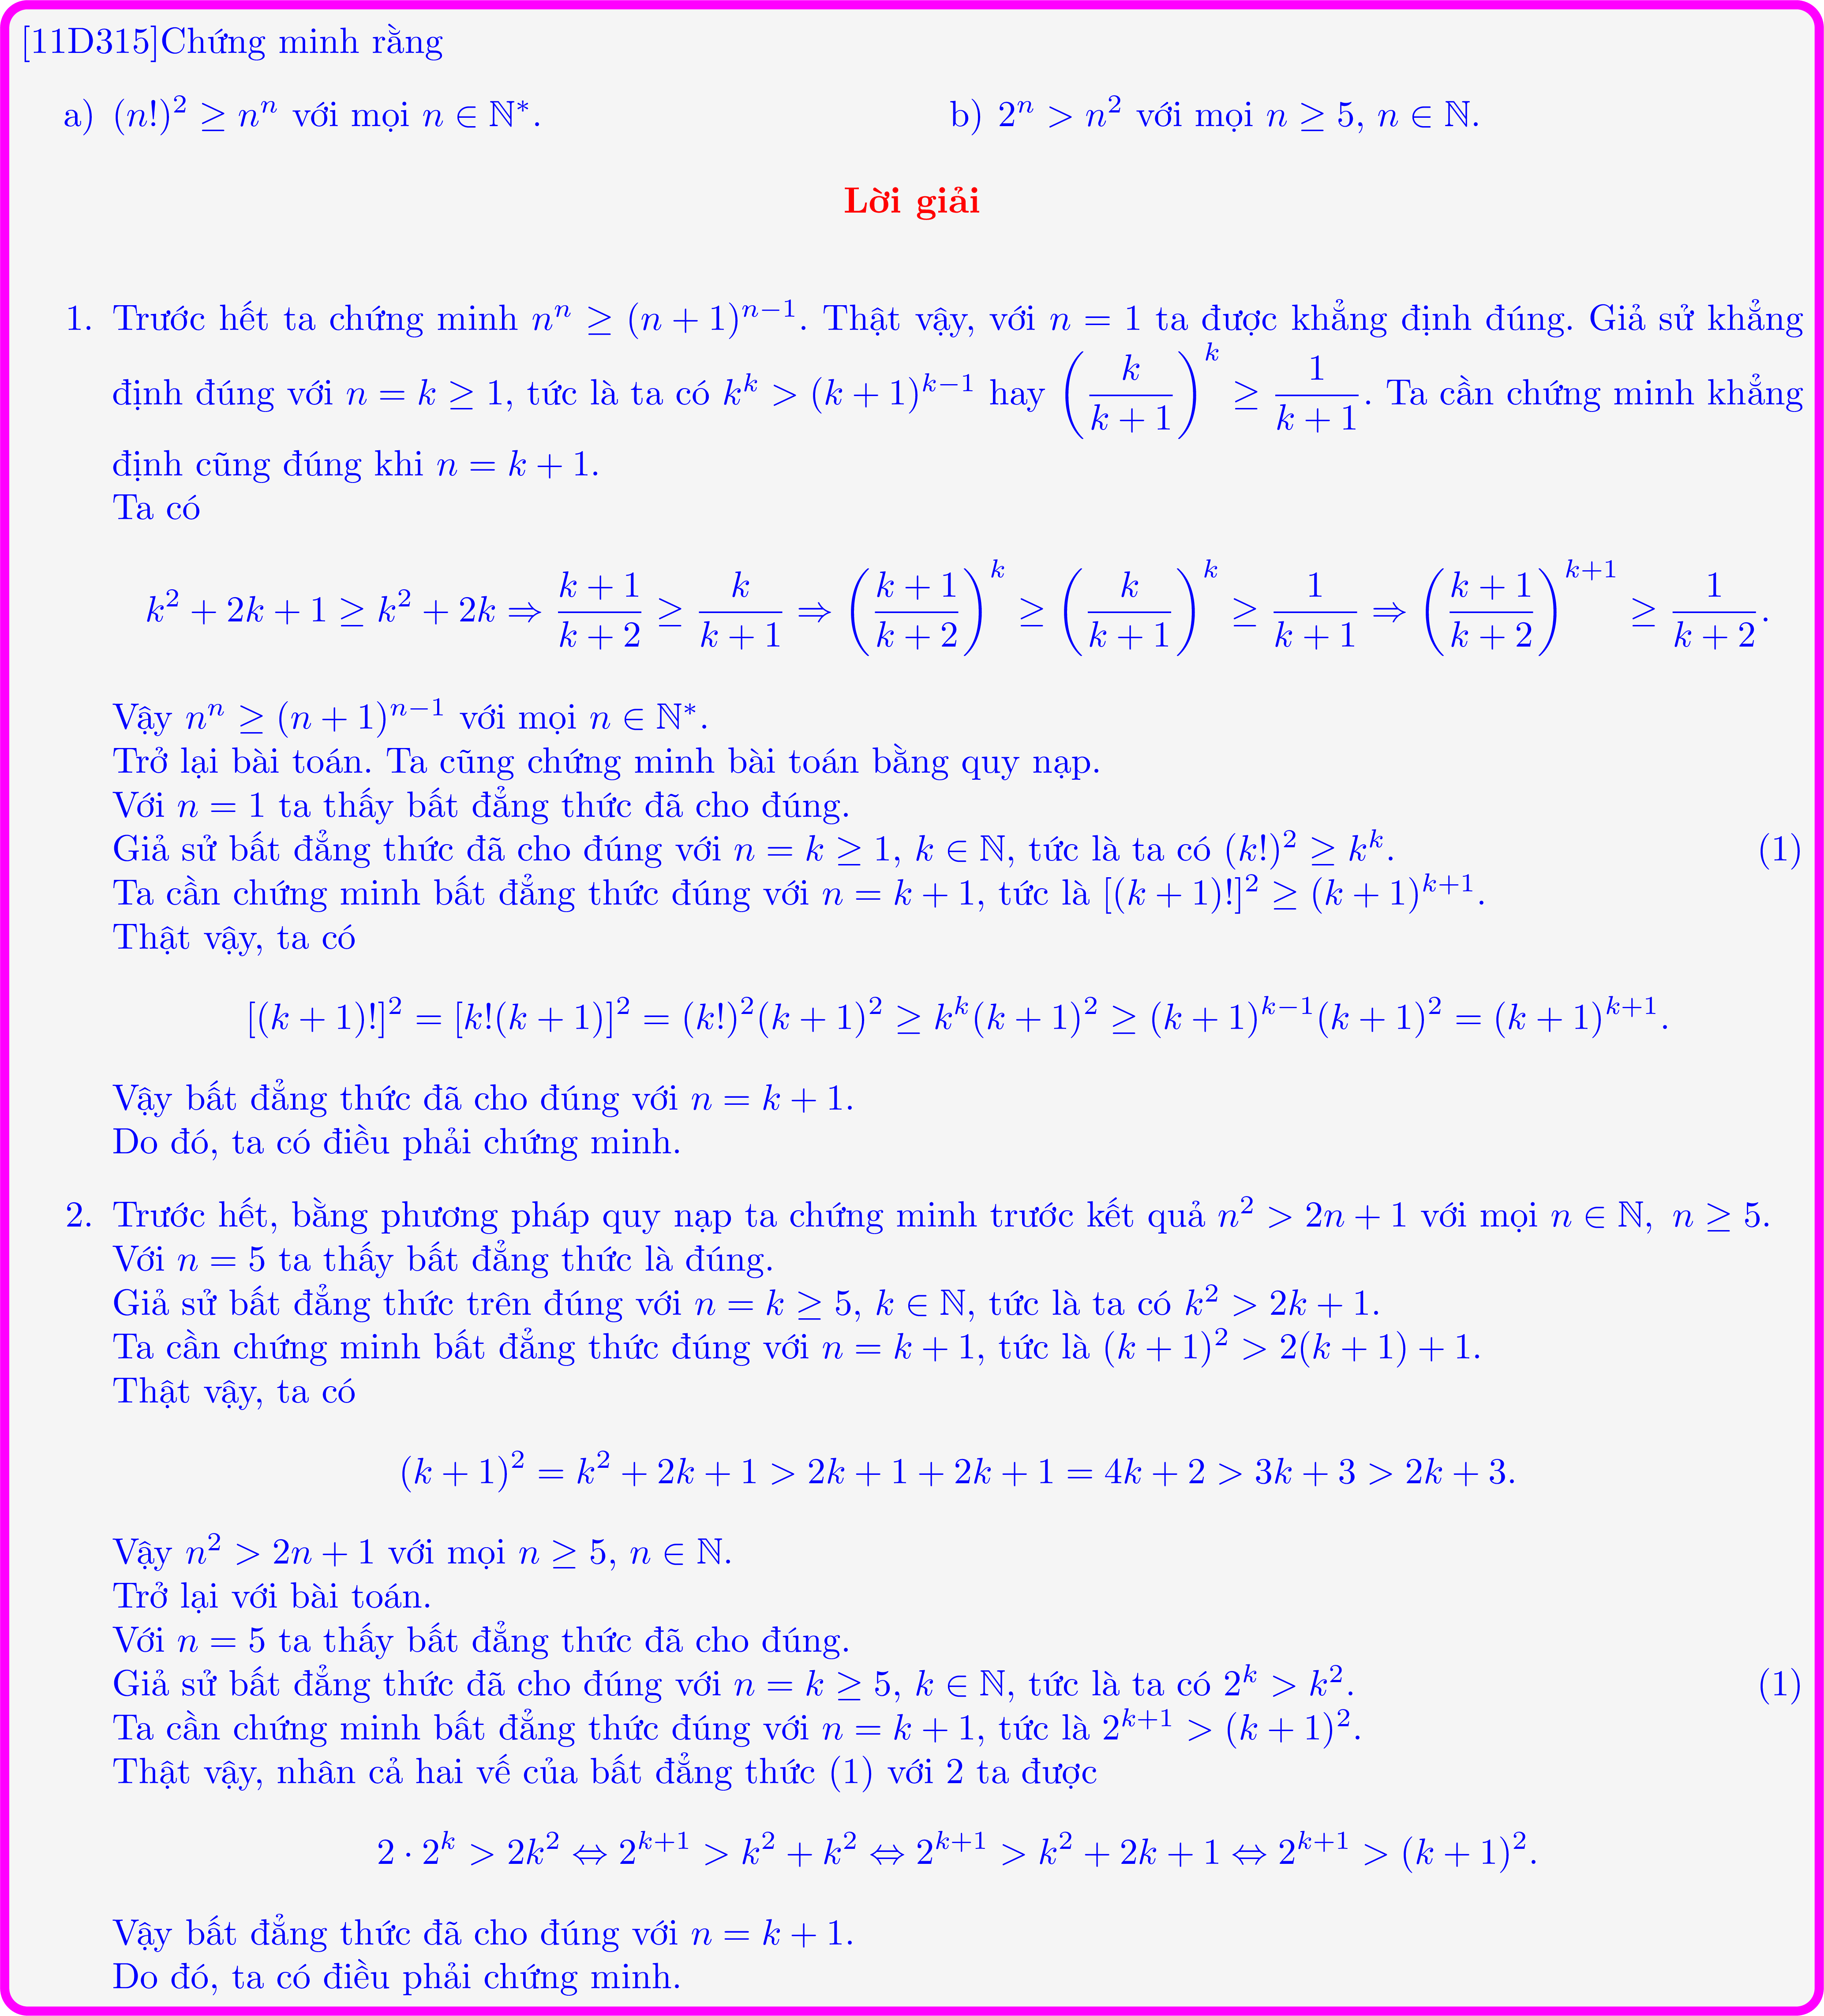 [11D315]Chứng minh rằng
a) $(n!)^2 \geq n^n$ với mọi $n \in \mathbb{N}^*$. b) $2^n > n^2$ với mọi $n \geq 5$, $n \in \mathbb{N}$.
Lời giải
1. Trước hết ta chứng minh $n^n \geq (n+1)^{n-1}$. Thật vậy, với $n = 1$ ta được khẳng định đúng. Giả sử khẳng
định đúng với $n = k \geq 1$, tức là ta có $k^k > (k+1)^{k-1}$ hay $\left(\dfrac{k}{k+1}\right)^k \geq \dfrac{1}{k+1}$. Ta cần chứng minh khẳng
định cũng đúng khi $n = k + 1$.
Ta có
$k^2 + 2k + 1 \geq k^2 + 2k \Rightarrow \dfrac{k+1}{k+2} \geq \dfrac{k}{k+1} \Rightarrow \left(\dfrac{k+1}{k+2}\right)^k \geq \left(\dfrac{k}{k+1}\right)^k \geq \dfrac{1}{k+1} \Rightarrow \left(\dfrac{k+1}{k+2}\right)^{k+1} \geq \dfrac{1}{k+2}.$
Vậy $n^n \geq (n+1)^{n-1}$ với mọi $n \in \mathbb{N}^*$.
Trở lại bài toán. Ta cũng chứng minh bài toán bằng quy nạp.
Với $n = 1$ ta thấy bất đẳng thức đã cho đúng.
Giả sử bất đẳng thức đã cho đúng với $n = k \geq 1$, $k \in \mathbb{N}$, tức là ta có $(k!)^2 \geq k^k$. (1)
Ta cần chứng minh bất đẳng thức đúng với $n = k + 1$, tức là $[(k+1)!]^2 \geq (k+1)^{k+1}$.
Thật vậy, ta có
$[(k+1)!]^2 = [k!(k+1)]^2 = (k!)^2(k+1)^2 \geq k^k(k+1)^2 \geq (k+1)^{k-1}(k+1)^2 = (k+1)^{k+1}.$
Vậy bất đẳng thức đã cho đúng với $n = k + 1$.
Do đó, ta có điều phải chứng minh.
2. Trước hết, bằng phương pháp quy nạp ta chứng minh trước kết quả $n^2 > 2n + 1$ với mọi $n \in \mathbb{N},\ n \geq 5$.
Với $n = 5$ ta thấy bất đẳng thức là đúng.
Giả sử bất đẳng thức trên đúng với $n = k \geq 5$, $k \in \mathbb{N}$, tức là ta có $k^2 > 2k + 1$.
Ta cần chứng minh bất đẳng thức đúng với $n = k + 1$, tức là $(k+1)^2 > 2(k+1) + 1$.
Thật vậy, ta có
$(k+1)^2 = k^2 + 2k + 1 > 2k + 1 + 2k + 1 = 4k + 2 > 3k + 3 > 2k + 3.$
Vậy $n^2 > 2n + 1$ với mọi $n \geq 5$, $n \in \mathbb{N}$.
Trở lại với bài toán.
Với $n = 5$ ta thấy bất đẳng thức đã cho đúng.
Giả sử bất đẳng thức đã cho đúng với $n = k \geq 5$, $k \in \mathbb{N}$, tức là ta có $2^k > k^2$. (1)
Ta cần chứng minh bất đẳng thức đúng với $n = k + 1$, tức là $2^{k+1} > (k+1)^2$.
Thật vậy, nhân cả hai vế của bất đẳng thức (1) với 2 ta được
$2 \cdot 2^k > 2k^2 \Leftrightarrow 2^{k+1} > k^2 + k^2 \Leftrightarrow 2^{k+1} > k^2 + 2k + 1 \Leftrightarrow 2^{k+1} > (k+1)^2.$
Vậy bất đẳng thức đã cho đúng với $n = k + 1$.
Do đó, ta có điều phải chứng minh.